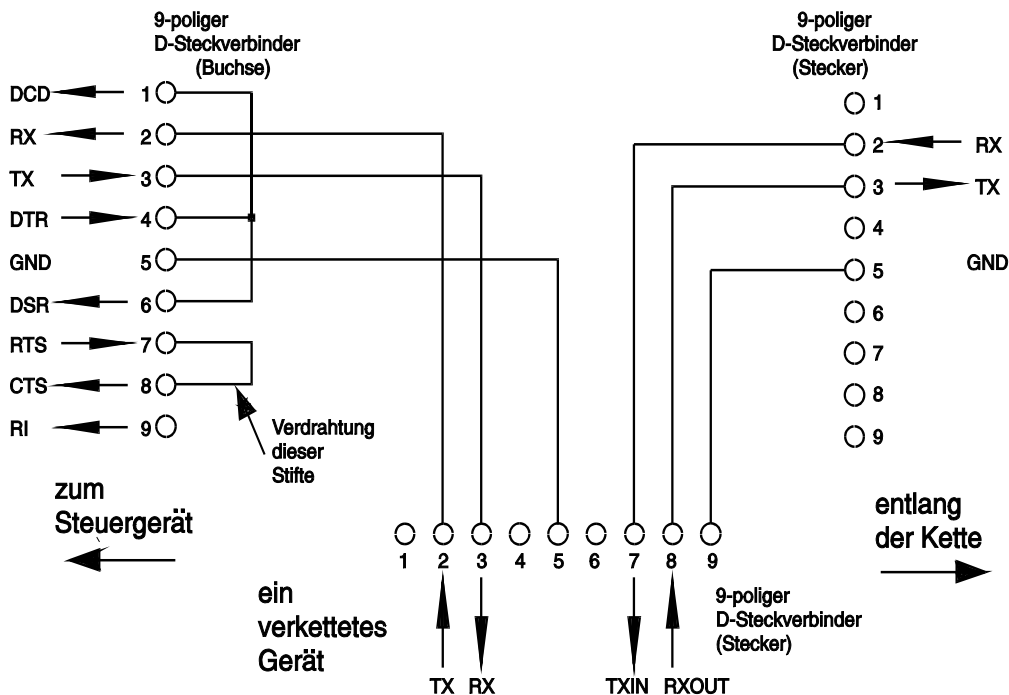 9-poliger
D-Steckverbinder
(Buchse)
DCD 1
RX 2
TX 3
DTR 4
GND 5
DSR 6
RTS 7
CTS 8
RI 9
Verdrahtung
dieser
Stifte
zum
Steuergerät
9-poliger
D-Steckverbinder
(Stecker)
1
2 RX
3 TX
4
5 GND
6
7
8
9
entlang
der Kette
1 2 3 4 5 6 7 8 9
ein
verkettetes
Gerät
9-poliger
D-Steckverbinder
(Stecker)
TX RX TXIN RXOUT